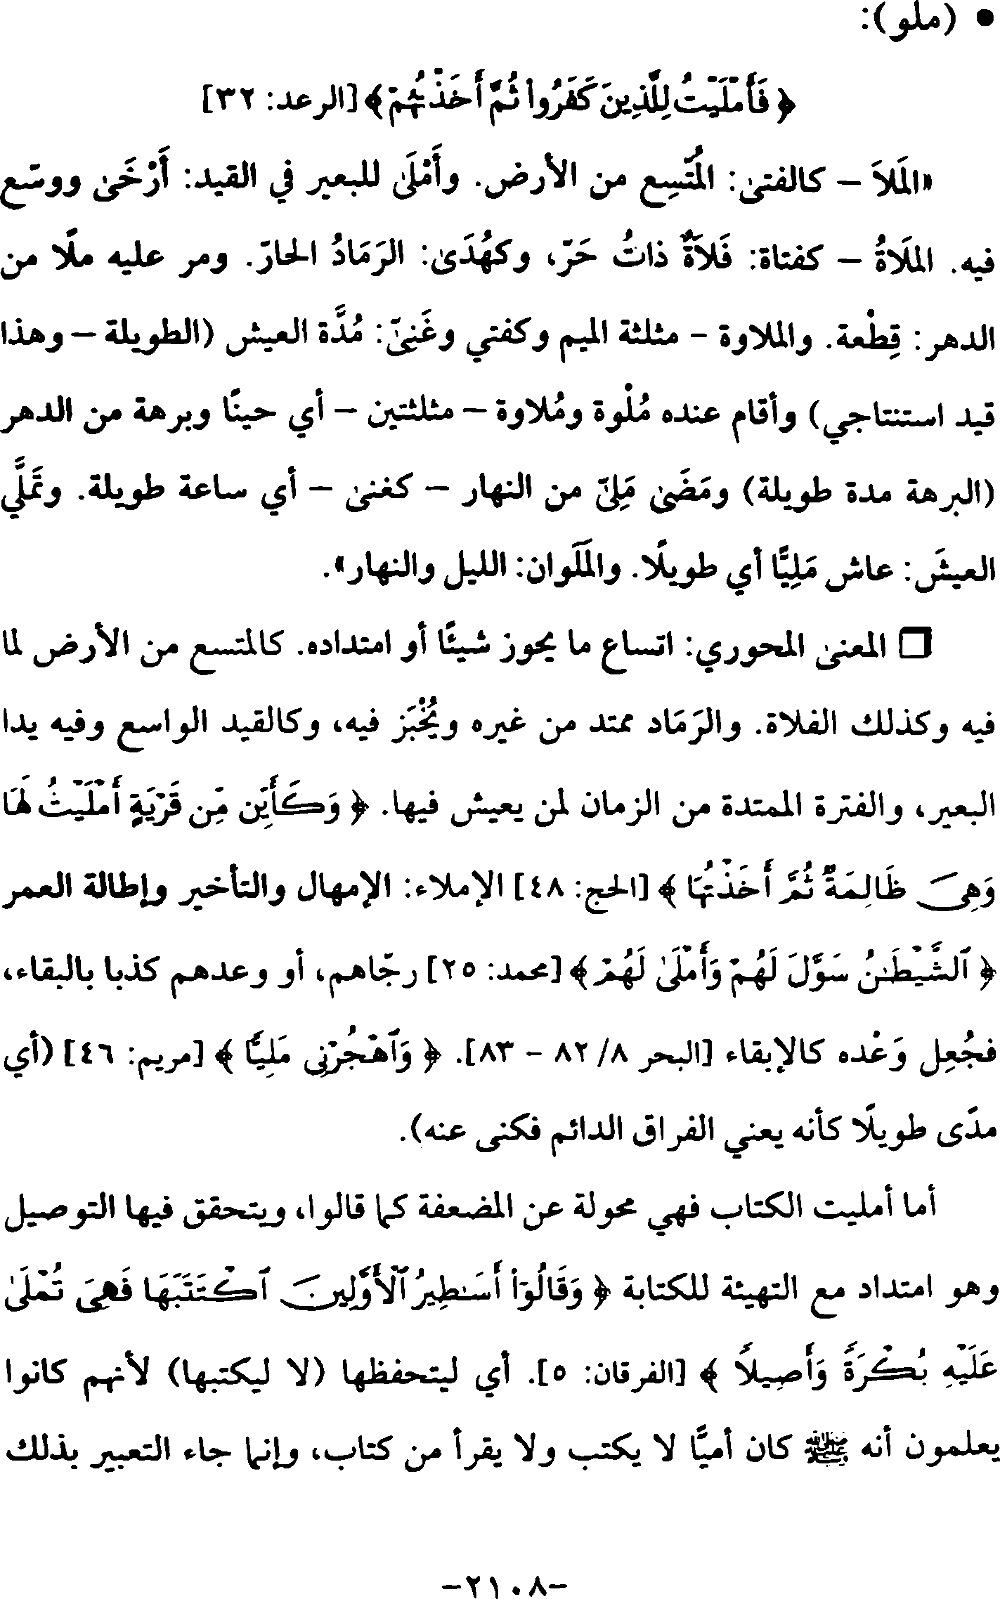 • (ملو):
﴿فَأَمْلَيْتُ لِلَّذِينَ كَفَرُوا ثُمَّ أَخَذْتُهُمْ﴾ [الرعد: ٣٢]
«المَلاَ – كالفتى: المُتّسِع من الأرض. وأَمْلَى للبعير في القيد: أَرْخَى ووسّع
فيه. الملَاةُ – كفتاة: فَلَاَةٌ ذاتُ حَرّ، وكهُدَى: الرَمَادُ الحارّ. ومر عليه ملًا من
الدهر: قِطْعة. والملاوة - مثلثة الميم وكفتي وغَنِيّ: مُدَّة العيش (الطويلة – وهذا
قيد استنتاجي) وأقام عنده مُلْوة ومُلاوة – مثلثتين – أي حينًا وبرهة من الدهر
(البرهة مدة طويلة) ومَضَى مَلِيّ من النهار – كغنى – أي ساعة طويلة. وتَمَلَّي
العيشَ: عاش مَلِيًّا أي طويلًا. والمَلَوان: الليل والنهار».
❒ المعنى المحوري: اتساع ما يحوز شيئًا أو امتداده. كالمتسع من الأرض لما
فيه وكذلك الفلاة. والرَمَاد ممتد من غيره ويُخْبَز فيه، وكالقيد الواسع وفيه يدا
البعير، والفترة الممتدة من الزمان لمن يعيش فيها. ﴿وَكَأَيِّن مِّن قَرْيَةٍ أَمْلَيْتُ لَهَا
وَهِيَ ظَالِمَةٌ ثُمَّ أَخَذْتُهَا﴾ [الحج: ٤٨] الإملاء: الإمهال والتأخير وإطالة العمر
﴿ٱلشَّيْطَٰنُ سَوَّلَ لَهُمْ وَأَمْلَىٰ لَهُمْ﴾ [محمد: ٢٥] رجّاهم، أو وعدهم كذبا بالبقاء،
فجُعِل وَعْده كالإبقاء [البحر ٨/ ٨٢ - ٨٣]. ﴿وَٱهْجُرْنِى مَلِيًّا﴾ [مريم: ٤٦] (أي
مدًى طويلًا كأنه يعني الفراق الدائم فكنى عنه).
أما أمليت الكتاب فهي محولة عن المضعفة كما قالوا، ويتحقق فيها التوصيل
وهو امتداد مع التهيئة للكتابة ﴿وَقَالُوٓا۟ أَسَٰطِيرُ ٱلْأَوَّلِينَ ٱكْتَتَبَهَا فَهِىَ تُمْلَىٰ
عَلَيْهِ بُكْرَةً وَأَصِيلًا﴾ [الفرقان: ٥]. أي ليتحفظها (لا ليكتبها) لأنهم كانوا
يعلمون أنه ﷺ كان أميًّا لا يكتب ولا يقرأ من كتاب، وإنما جاء التعبير بذلك
-٢١٠٨-